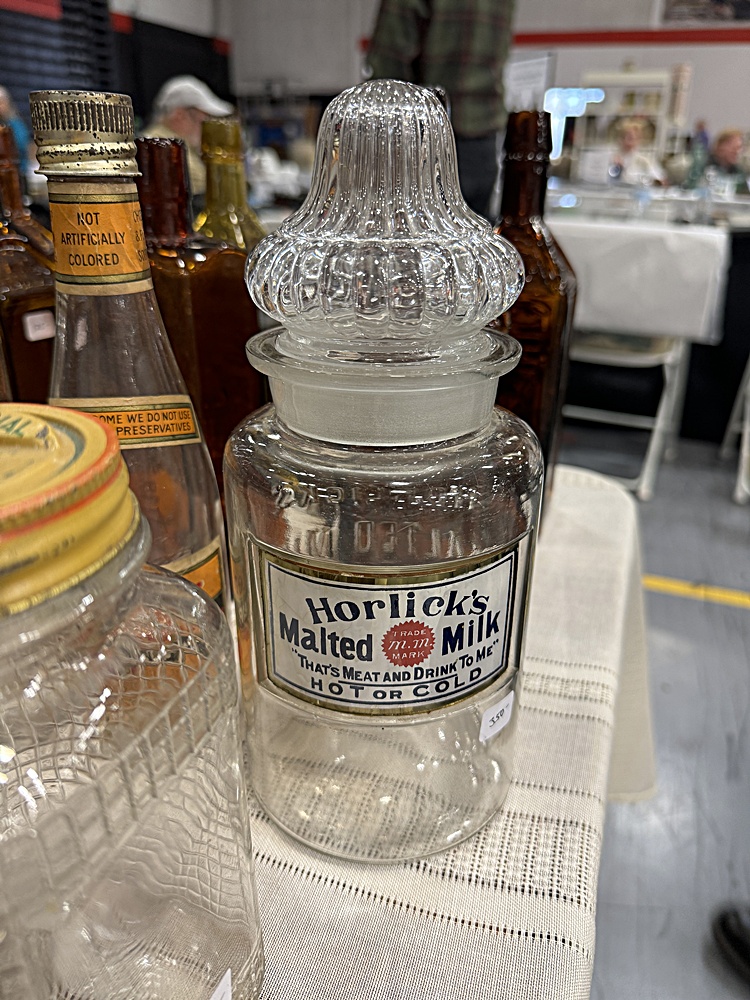 NOT
ARTIFICIALLY
COLORED
OME WE DO NOT USE
PRESERVATIVES
Horlick's
Malted Milk
TRADE
m.m.
MARK
"THAT'S MEAT AND DRINK TO ME"
HOT OR COLD